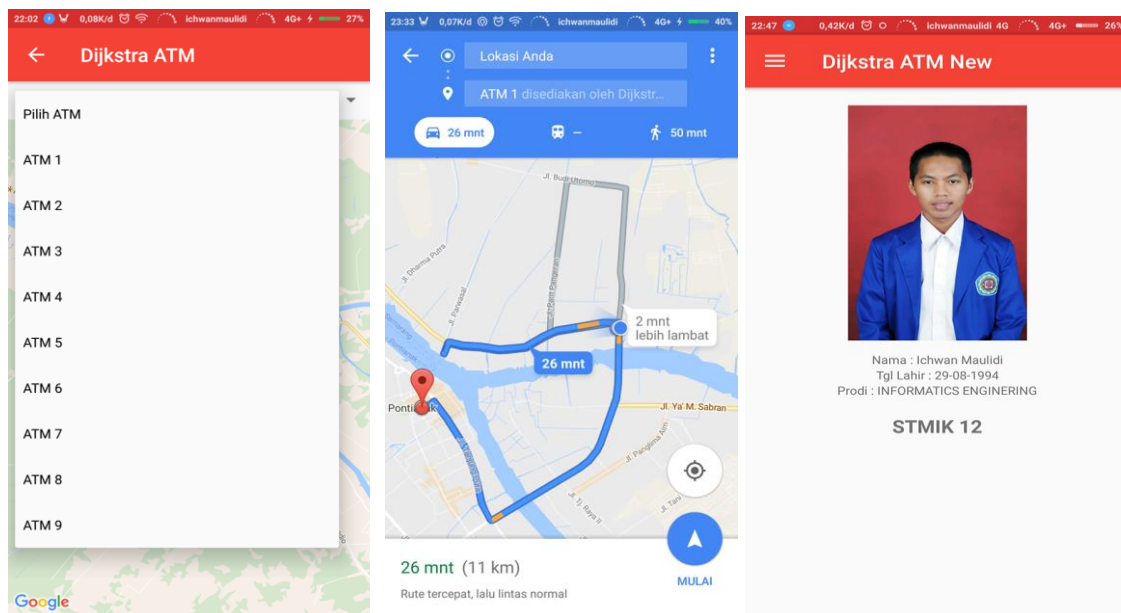 22:02 0,08K/d ichwanmaulidi 4G+ 27%
Dijkstra ATM
Pilih ATM
ATM 1
ATM 2
ATM 3
ATM 4
ATM 5
ATM 6
ATM 7
ATM 8
ATM 9
Google
23:33 0,07K/d ichwanmaulidi 4G+ 40%
Lokasi Anda
ATM 1 disediakan oleh Dijkstr...
26 mnt
–
50 mnt
Jl. Budi Utomo
Jl. Dharma Putra
Jl. Parwasal
Jl. Parit Pangeran
2 mnt
lebih lambat
26 mnt
Jl. Ya' M. Sabran
Jl. Panglima Aim
Jl. Tj. Raya II
Jl. Tani
26 mnt (11 km)
Rute tercepat, lalu lintas normal
MULAI
22:47 0,42K/d ichwanmaulidi 4G 4G+ 26%
Dijkstra ATM New
Nama : Ichwan Maulidi
Tgl Lahir : 29-08-1994
Prodi : INFORMATICS ENGINERING
STMIK 12